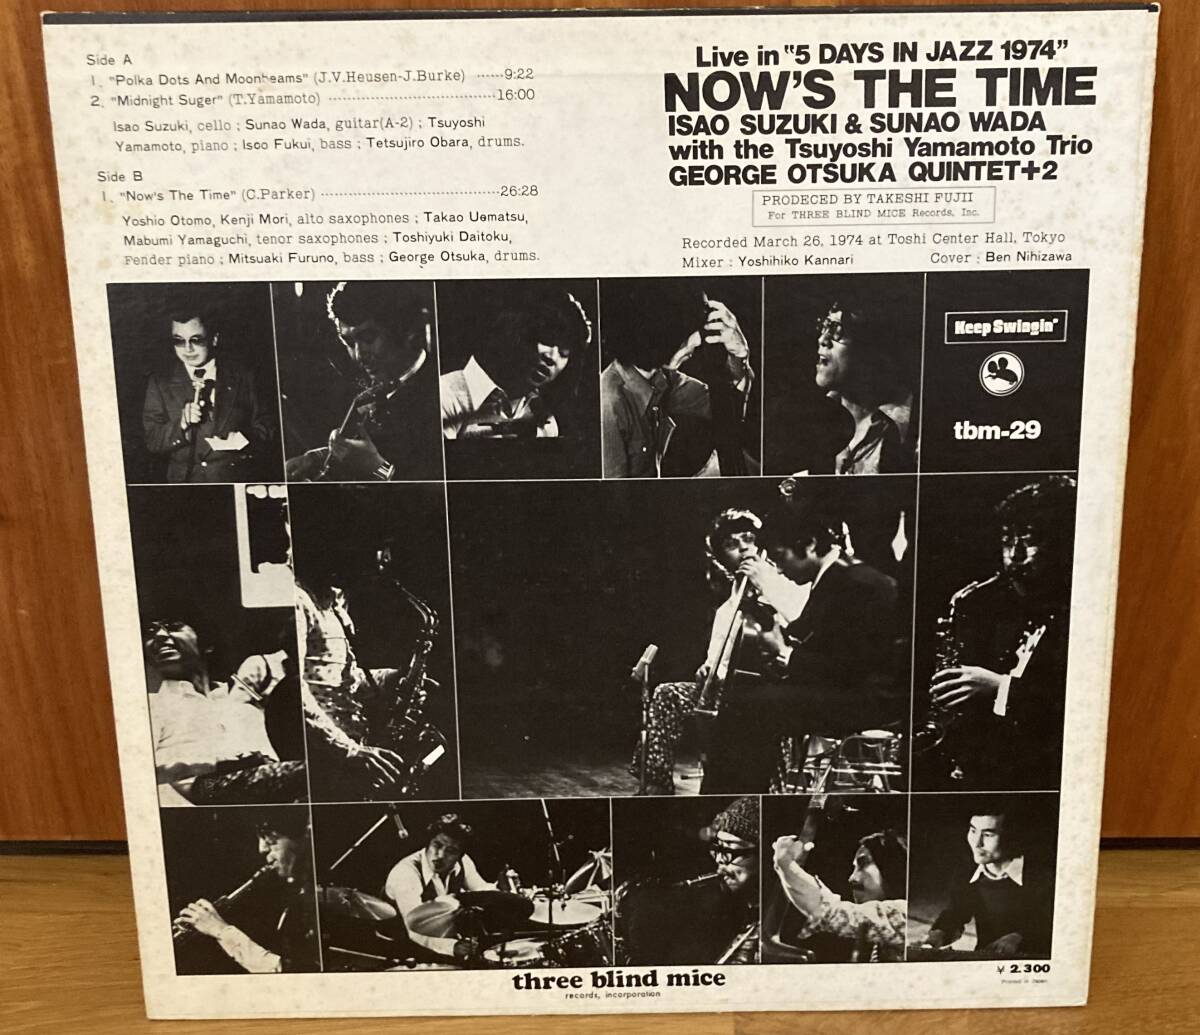 Side A
1. "Polka Dots And Moonbeams" (J.V.Heusen-J.Burke) ......9:22
2. "Midnight Suger" (T.Yamamoto) ..................................16:00
Isao Suzuki, cello ; Sunao Wada, guitar(A-2) ; Tsuyoshi
Yamamoto, piano ; Isoo Fukui, bass ; Tetsujiro Obara, drums.
Side B
1. "Now's The Time" (C.Parker) ....................................26:28
Yoshio Otomo, Kenji Mori, alto saxophones ; Takao Uematsu,
Mabumi Yamaguchi, tenor saxophones ; Toshiyuki Daitoku,
Fender piano ; Mitsuaki Furuno, bass ; George Otsuka, drums.
Live in "5 DAYS IN JAZZ 1974"
NOW'S THE TIME
ISAO SUZUKI & SUNAO WADA
with the Tsuyoshi Yamamoto Trio
GEORGE OTSUKA QUINTET+2
PRODECED BY TAKESHI FUJII
For THREE BLIND MICE Records, Inc.
Recorded March 26, 1974 at Toshi Center Hall, Tokyo
Mixer : Yoshihiko Kannari Cover : Ben Nihizawa
Keep Swingin'
tbm-29
three blind mice
records, incorporation
¥ 2.300
Printed in Japan